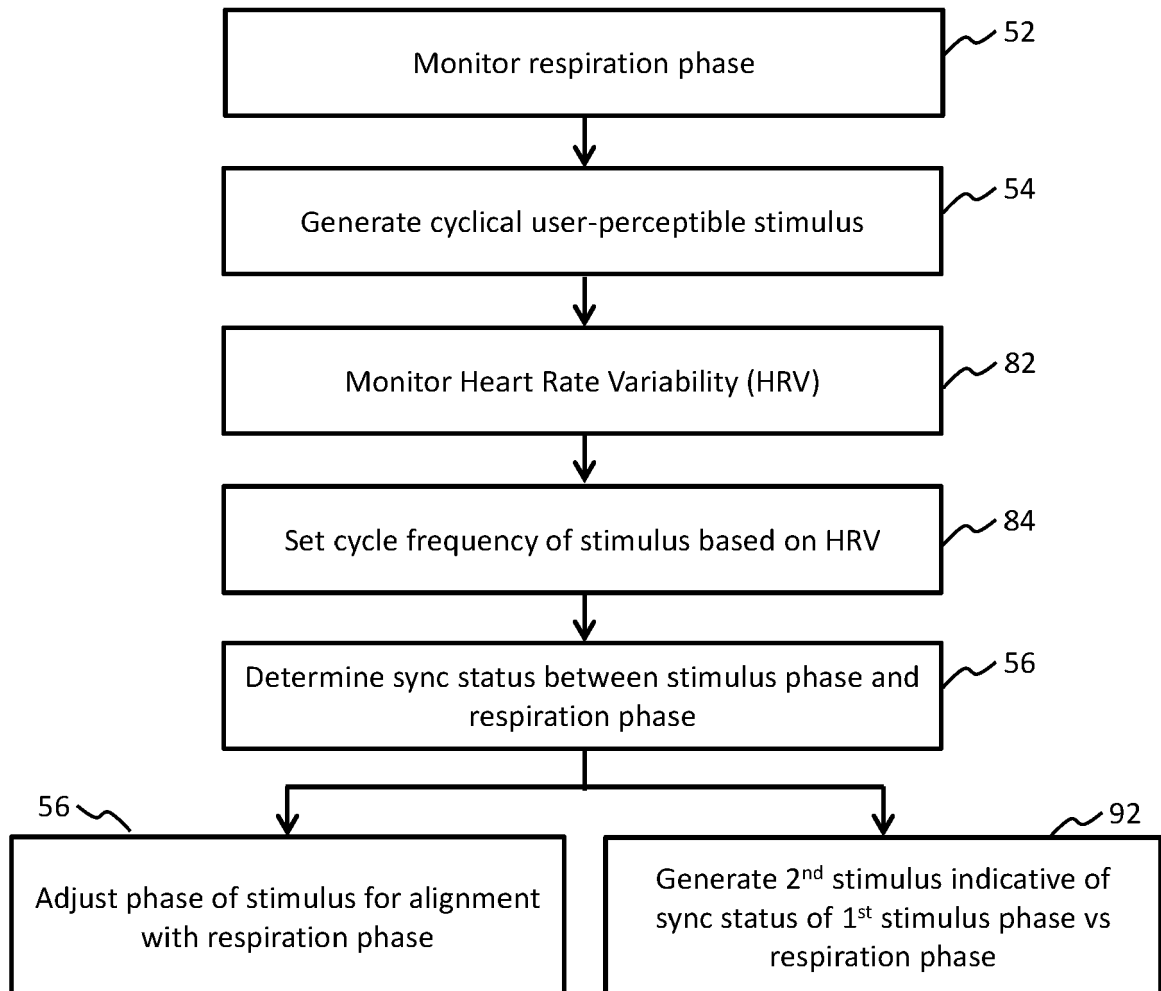 52
Monitor respiration phase
54
Generate cyclical user-perceptible stimulus
82
Monitor Heart Rate Variability (HRV)
84
Set cycle frequency of stimulus based on HRV
56
Determine sync status between stimulus phase and
respiration phase
56
Adjust phase of stimulus for alignment
with respiration phase
92
Generate 2nd stimulus indicative of
sync status of 1st stimulus phase vs
respiration phase